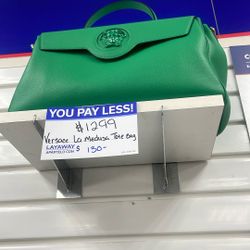 YOU PAY LESS!
$1299
Versace La Medusa Tote Bag
LAYAWAY $ 130-